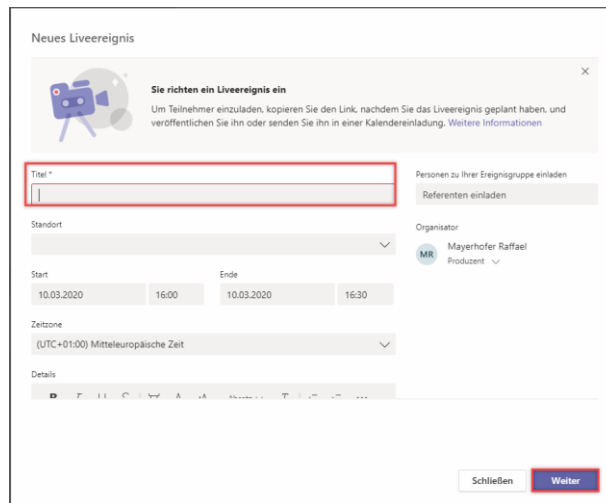 Neues Liveereignis
Sie richten ein Liveereignis ein
Um Teilnehmer einzuladen, kopieren Sie den Link, nachdem Sie das Liveereignis geplant haben, und
veröffentlichen Sie ihn oder senden Sie ihn in einer Kalendereinladung. Weitere Informationen
Titel *
Personen zu Ihrer Ereignisgruppe einladen
Referenten einladen
Standort
Organisator
MR
Mayerhofer Raffael
Produzent
Start
Ende
10.03.2020
16:00
10.03.2020
16:30
Zeitzone
(UTC+01:00) Mitteleuropäische Zeit
Details
Schließen
Weiter